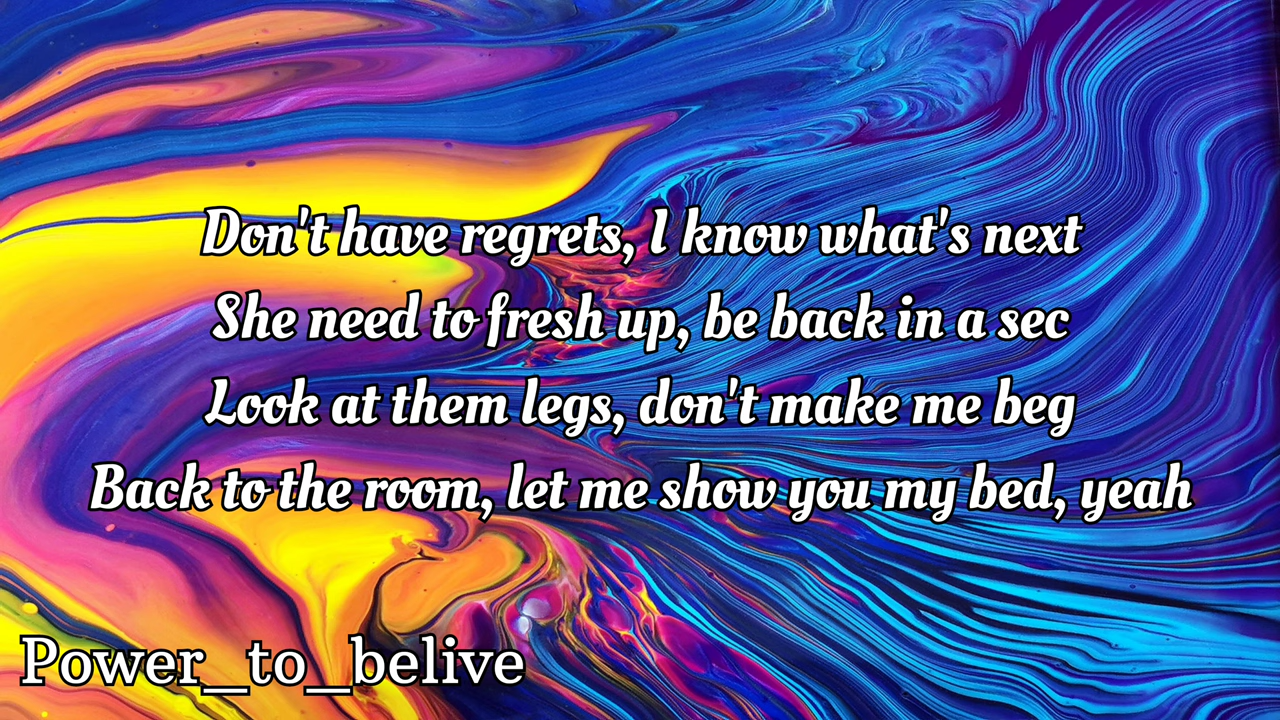 Don't have regrets, I know what's next
She need to fresh up, be back in a sec
Look at them legs, don't make me beg
Back to the room, let me show you my bed, yeah
Power_to_belive